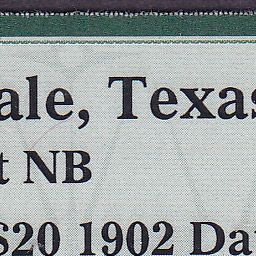 ale, Texas
t NB
$20 1902 Da